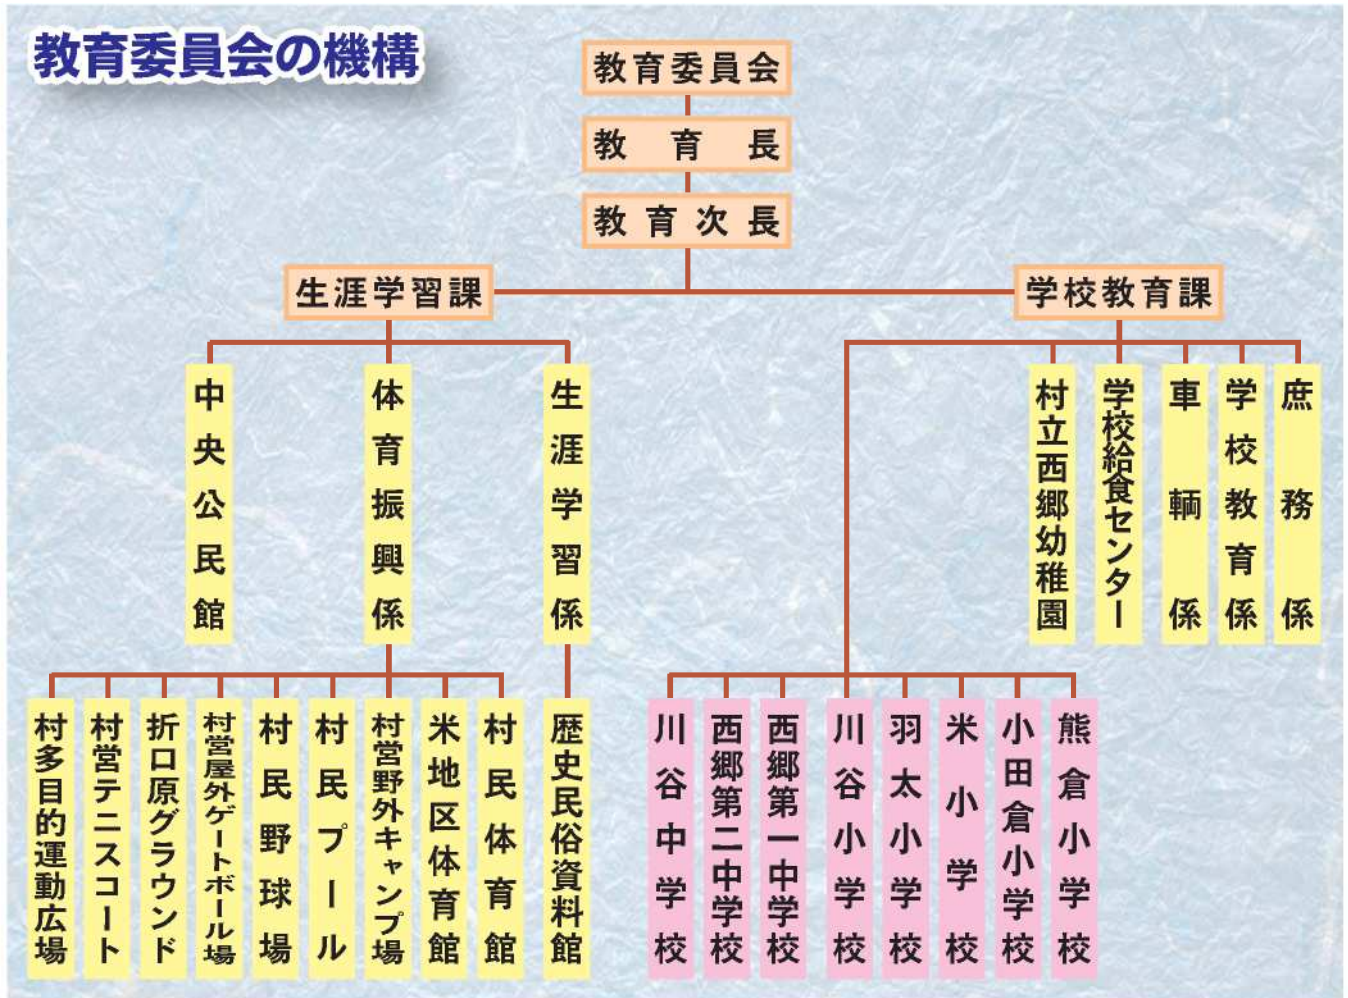 教育委員会の機構
教育委員会
教育長
教育次長
生涯学習課
学校教育課
中央公民館
体育振興係
生涯学習係
村立西郷幼稚園
学校給食センター
車輌係
学校教育係
庶務係
村多目的運動広場
村営テニスコート
折口原グラウンド
村営屋外ゲートボール場
村民野球場
村民プール
村営野外キャンプ場
米地区体育館
村民体育館
歴史民俗資料館
川谷中学校
西郷第二中学校
西郷第一中学校
川谷小学校
羽太小学校
米小学校
小田倉小学校
熊倉小学校